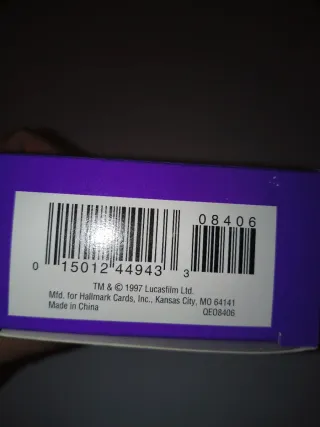 08406
0 15012 44943 3
TM & © 1997 Lucasfilm Ltd.
Mfd. for Hallmark Cards, Inc., Kansas City, MO 64141
Made in China QEO8406